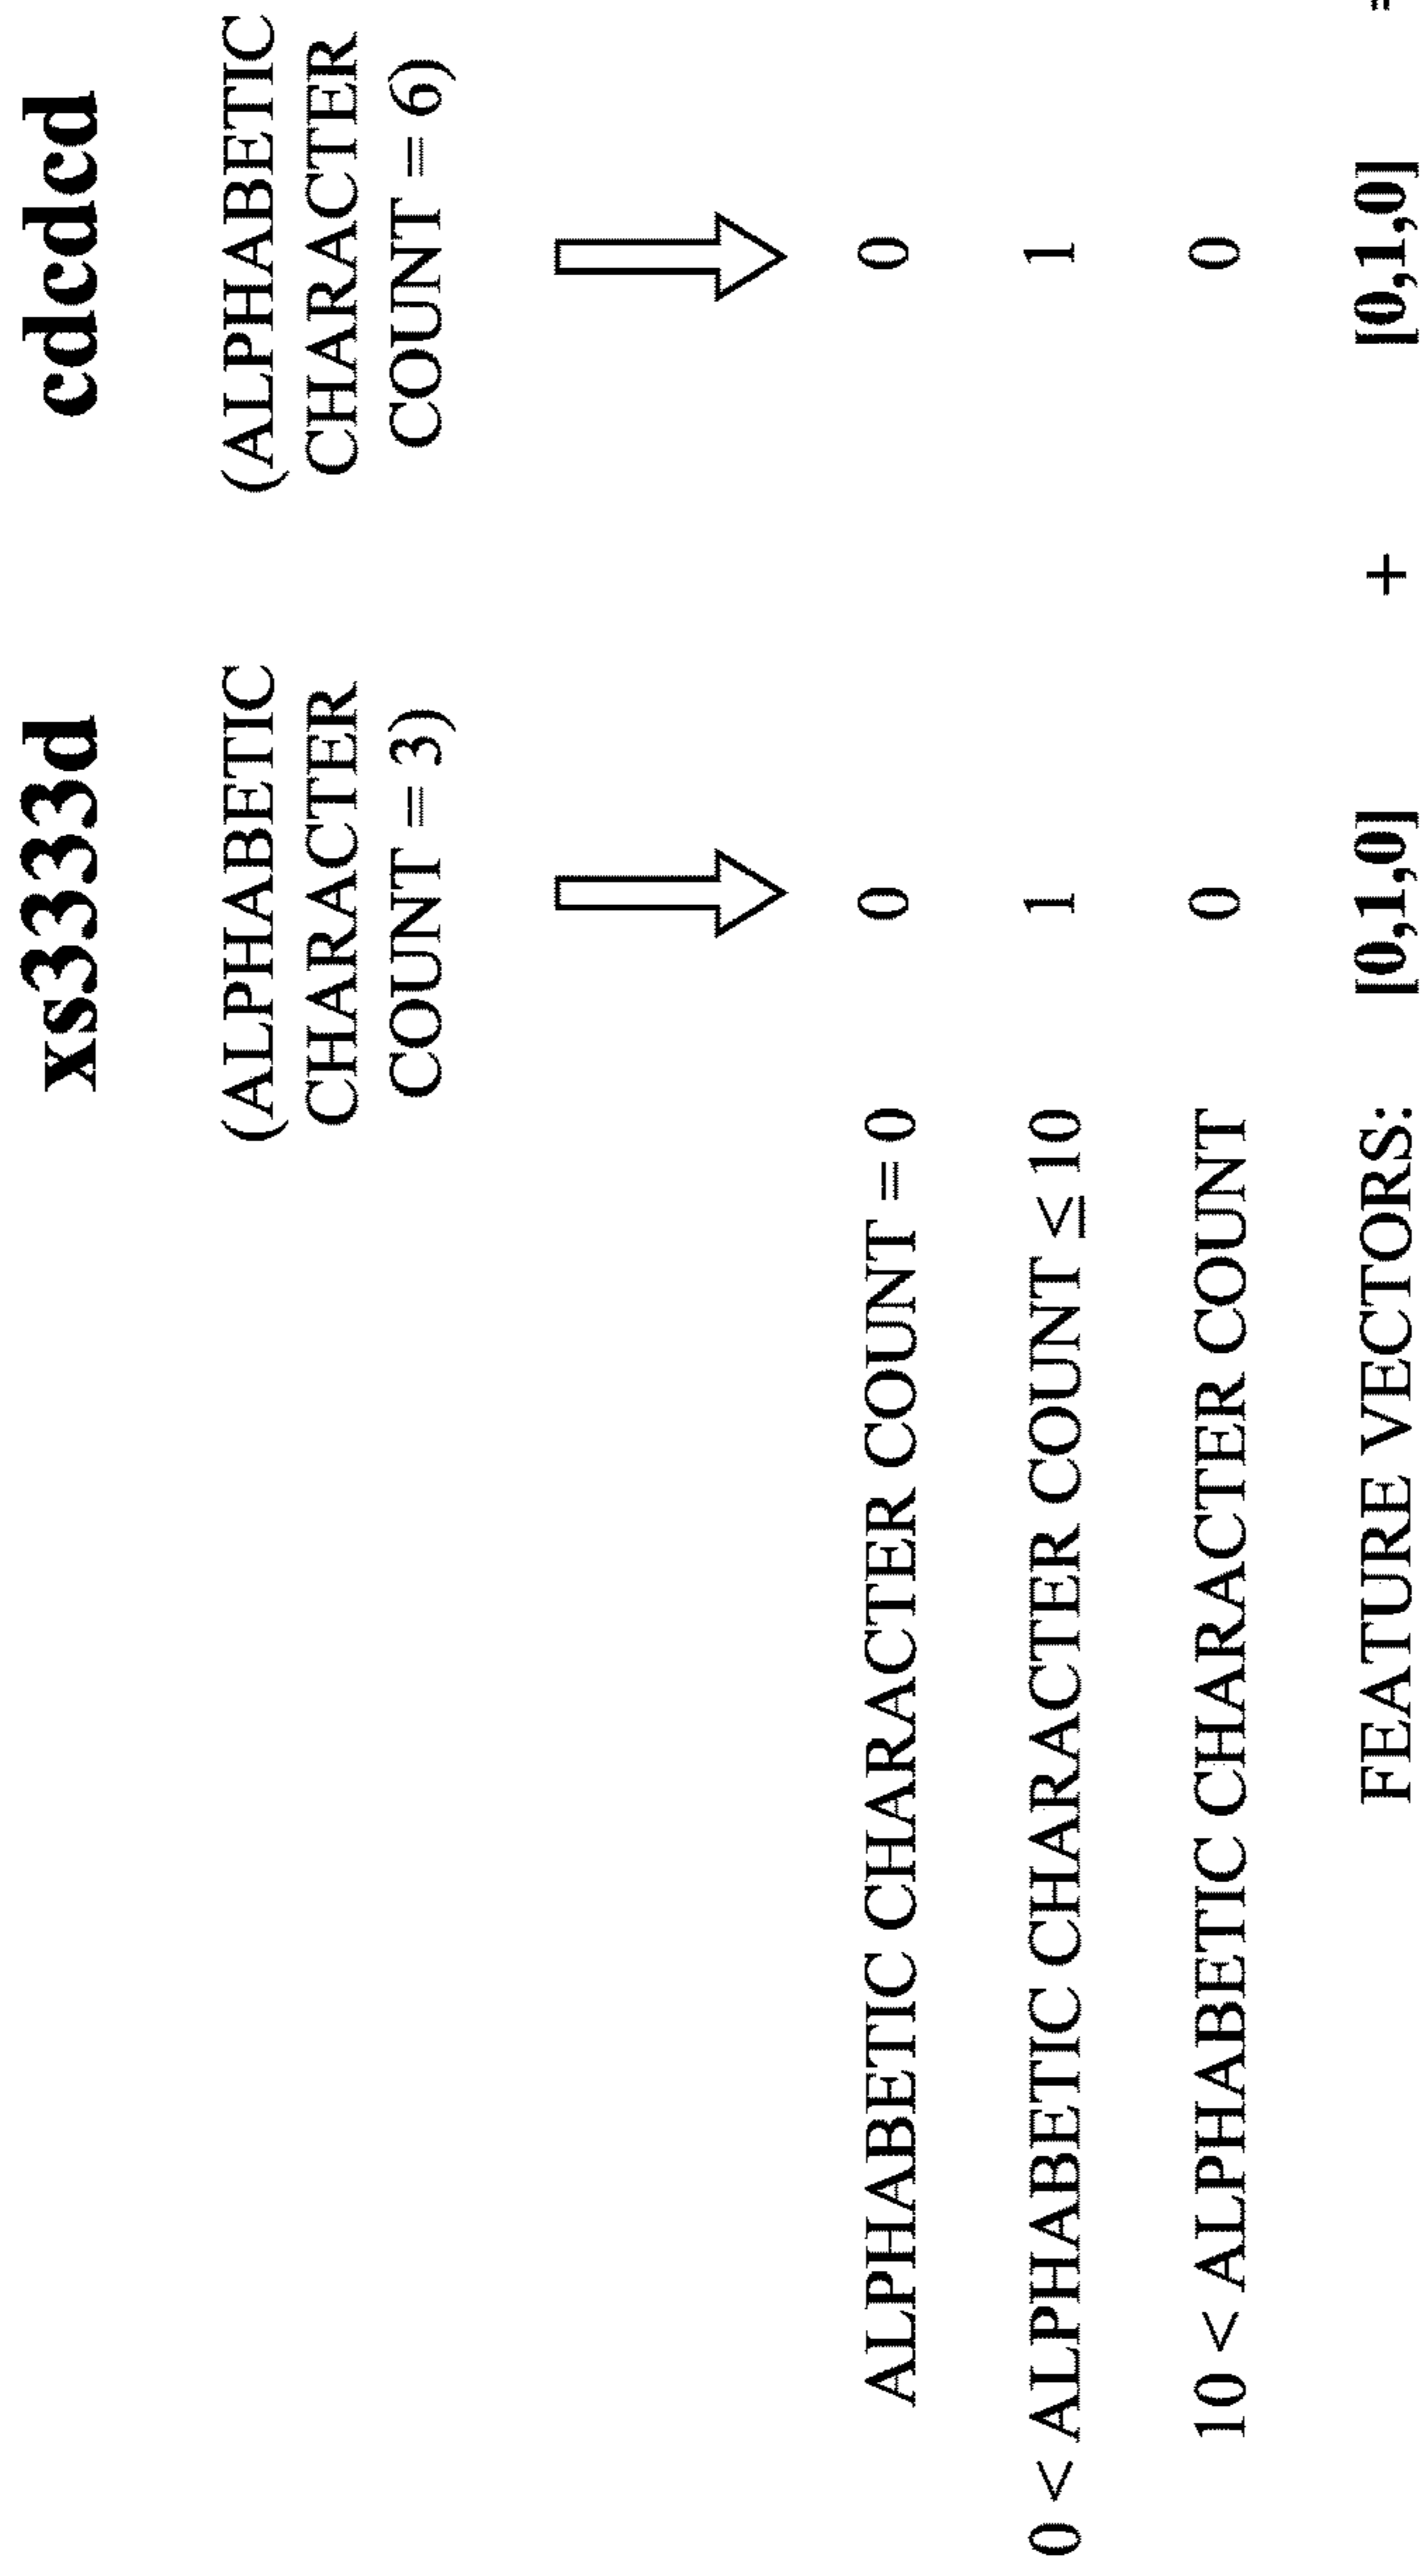 xs3333d cdcdcd
(ALPHABETIC (ALPHABETIC
CHARACTER CHARACTER
COUNT = 3) COUNT = 6)
ALPHABETIC CHARACTER COUNT = 0 0 0
0 < ALPHABETIC CHARACTER COUNT ≤ 10 1 1
10 < ALPHABETIC CHARACTER COUNT 0 0
FEATURE VECTORS: [0,1,0] + [0,1,0] =